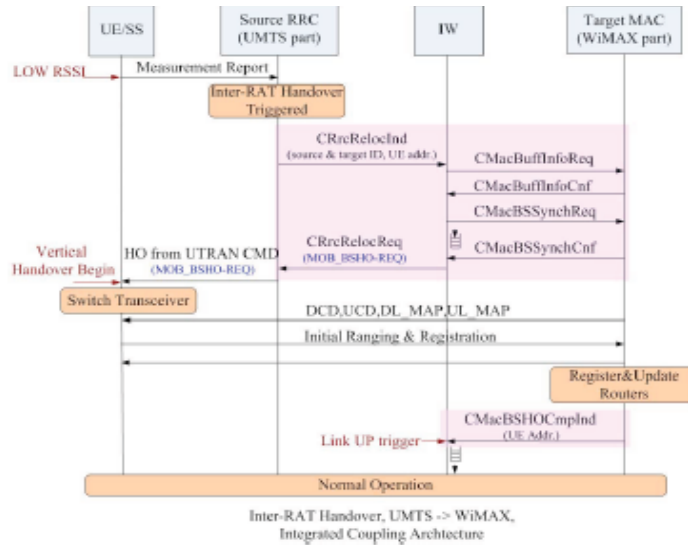 UE/SS
Source RRC
(UMTS part)
IW
Target MAC
(WiMAX part)
LOW RSSI
Measurement Report
Inter-RAT Handover
Triggered
CRrcRelocInd
(source & target ID, UE addr.)
CMacBuffInfoReq
CMacBuffInfoCnf
CMacBSSynchReq
Vertical
Handover Begin
HO from UTRAN CMD
(MOB_BSHO-REQ)
CRrcRelocReq
(MOB_BSHO-REQ)
CMacBSSynchCnf
Switch Transceiver
DCD,UCD,DL_MAP,UL_MAP
Initial Ranging & Registration
Register&Update
Routers
CMacBSHOCmpInd
(UE Addr.)
Link UP trigger
Normal Operation
Inter-RAT Handover, UMTS -> WiMAX,
Integrated Coupling Archtecture